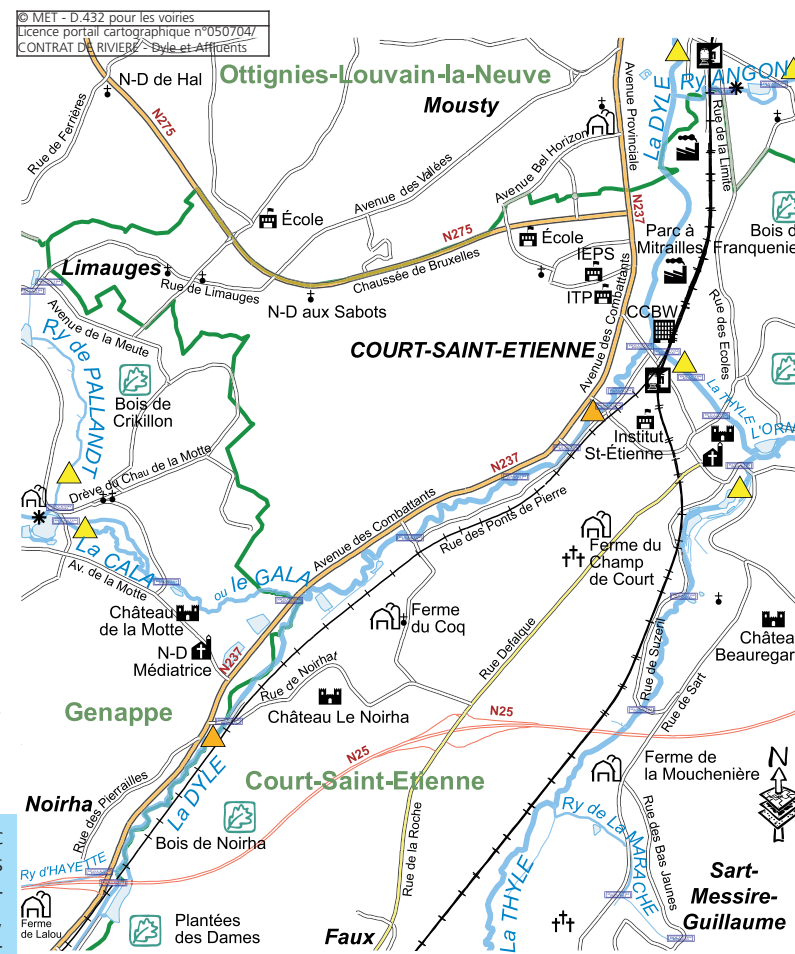 © MET - D.432 pour les voiries
Licence portail cartographique n°050704/
CONTRAT DE RIVIERE - Dyle et Affluents
N-D de Hal
Ottignies-Louvain-la-Neuve
Mousty
Ry ANGON
La DYLE
Avenue Provinciale
Rue de la Limite
Rue de Ferrières
N275
Avenue Bel Horizon
Avenue des Vallées
École
N275
École
N237
Parc à
Mitrailles
Bois d
Franquenie
IEPS
ITP
Limauges
Rue de Limauges
Chaussée de Bruxelles
N-D aux Sabots
CCBW
Avenue des Combattants
Rue des Ecoles
Avenue de la Meute
Ry de PALLANDT
COURT-SAINT-ETIENNE
Bois de
Crikillon
La THYLE
L'ORN
Institut
St-Étienne
Drève du Chau de la Motte
N237
Avenue des Combattants
Rue des Ponts de Pierre
Ferme du
Champ
de Court
La CALA
ou le GALA
Av. de la Motte
Château
de la Motte
Ferme
du Coq
N-D
Médiatrice
N237
Rue Defalque
Rue de Suzeril
Châtea
Beauregar
Rue de Noirhat
Rue de Sart
Genappe
Château Le Noirha
N25
N25
Court-Saint-Etienne
Ferme de
la Mouchenière
N
La DYLE
Rue des Pierrailles
Noirha
Bois de Noirha
Rue de la Roche
Ry de La MARACHE
Rue des Bas Jaunes
Ry d'HAYETTE
Sart-
Messire-
Guillaume
La THYLE
Ferme
de Lalou
Plantées
des Dames
Faux